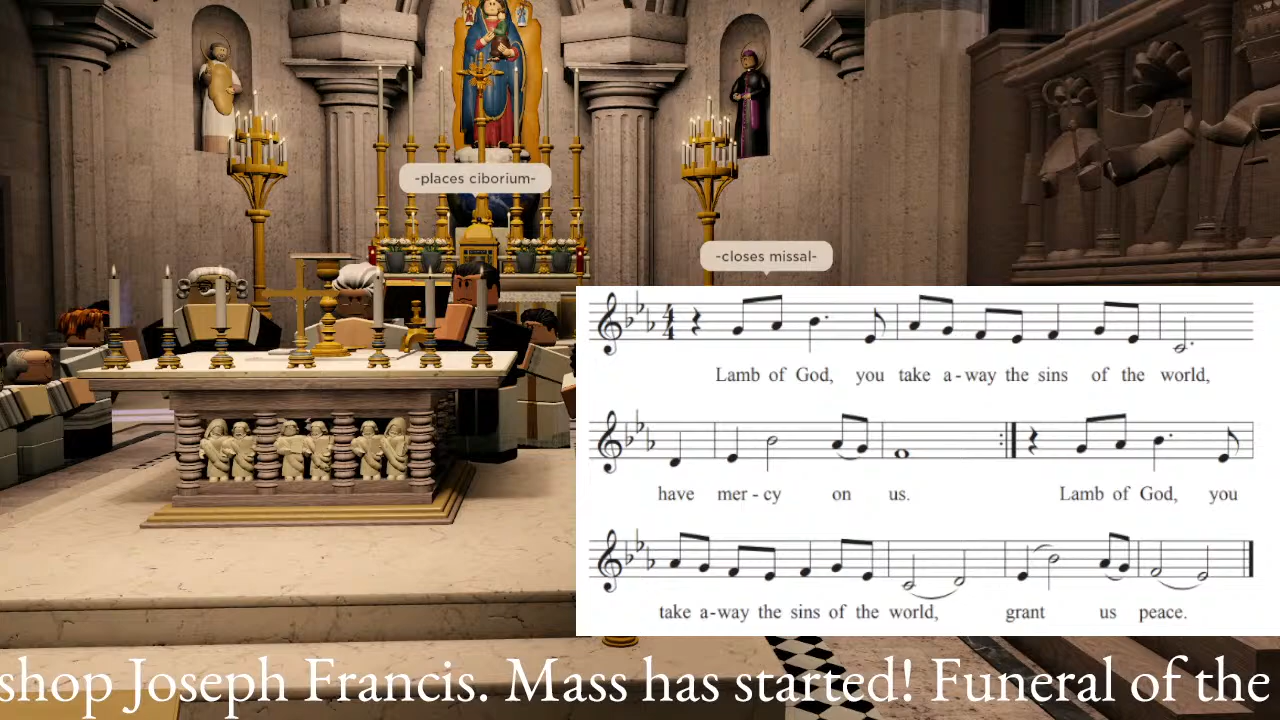 -places ciborium-
-closes missal-
Lamb of God, you take a-way the sins of the world,
have mer-cy on us. Lamb of God, you
take a-way the sins of the world, grant us peace.
shop Joseph Francis. Mass has started! Funeral of the